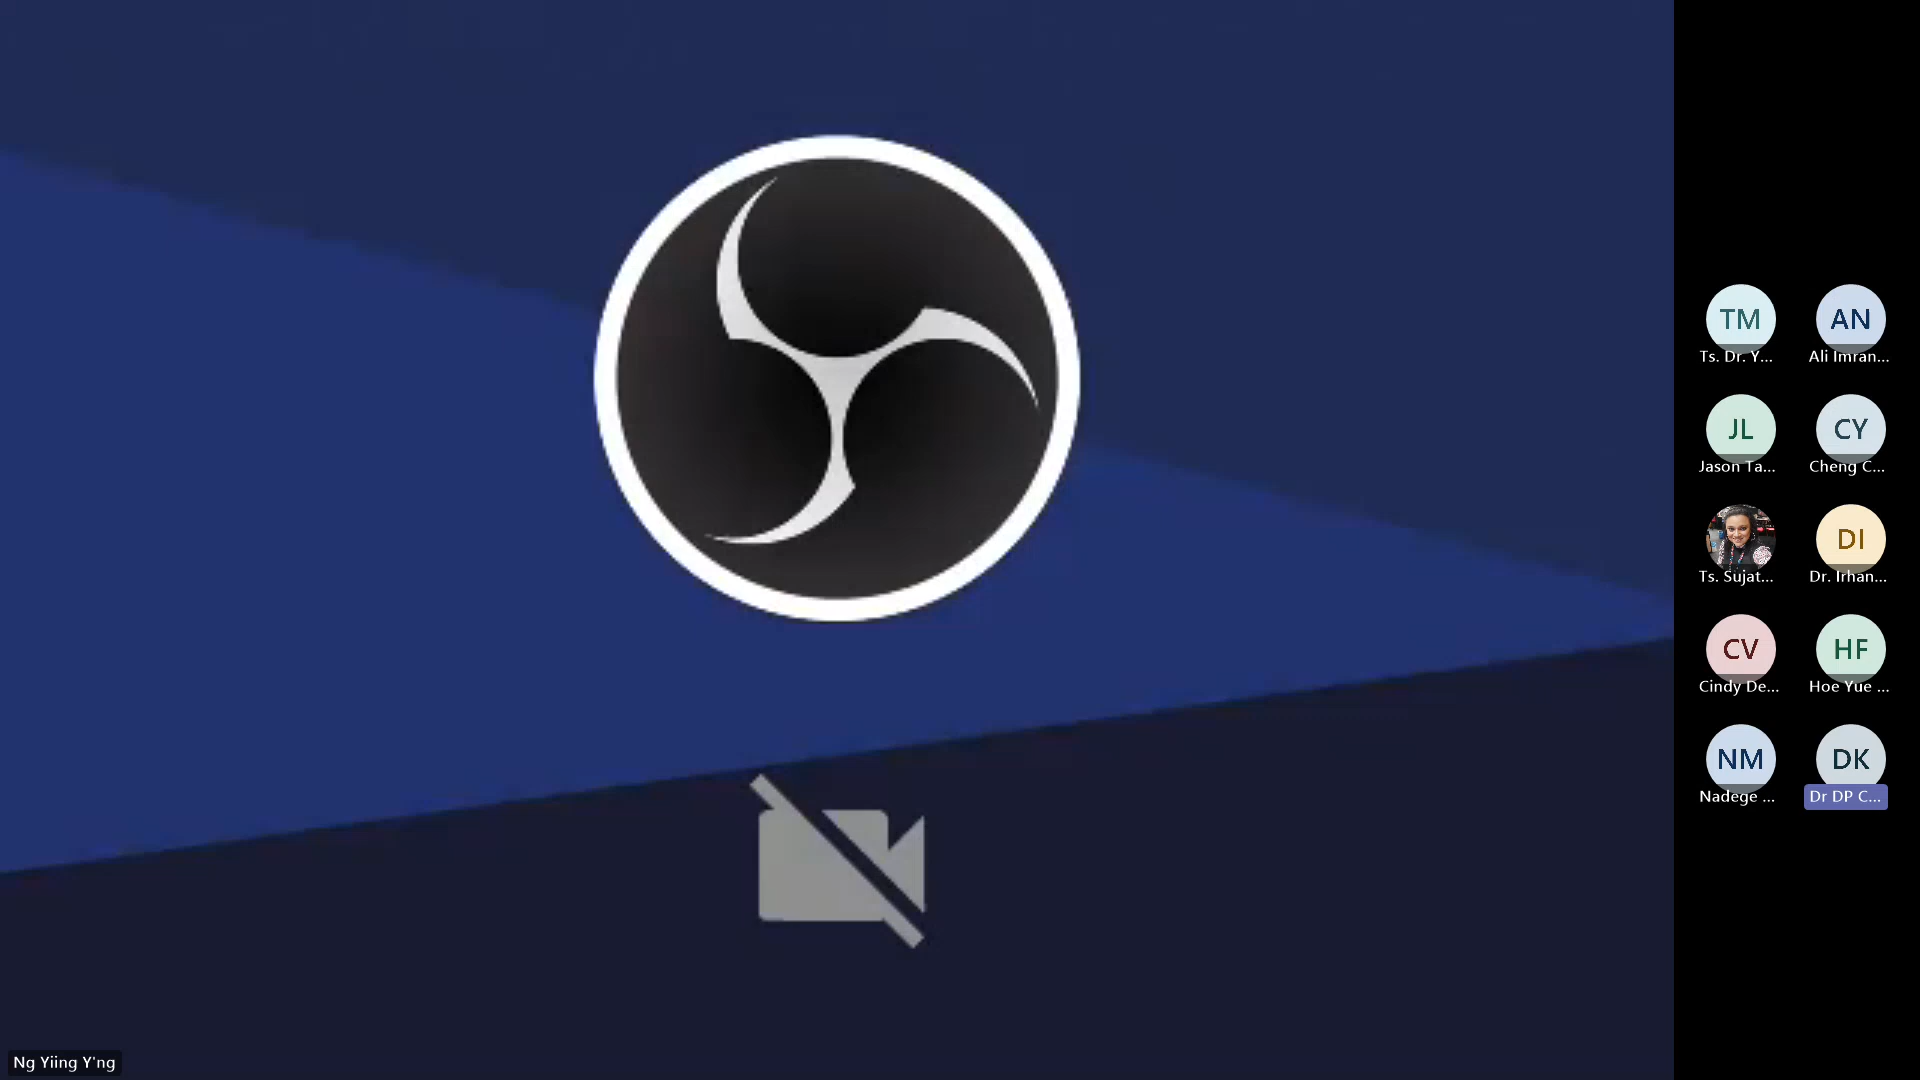 TM
AN
Ts. Dr. Y...
Ali Imran...
JL
CY
Jason Ta...
Cheng C...
DI
Ts. Sujat...
Dr. Irhan...
CV
HF
Cindy De...
Hoe Yue ...
NM
DK
Nadege ...
Dr DP C...
Ng Yiing Y'ng